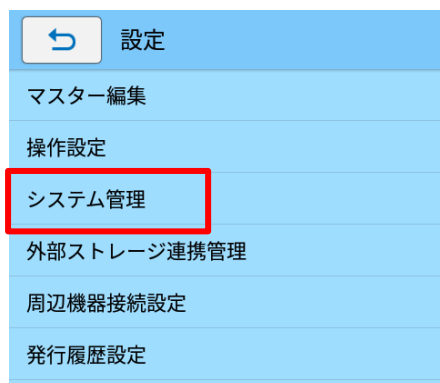 設定
マスター編集
操作設定
システム管理
外部ストレージ連携管理
周辺機器接続設定
発行履歴設定